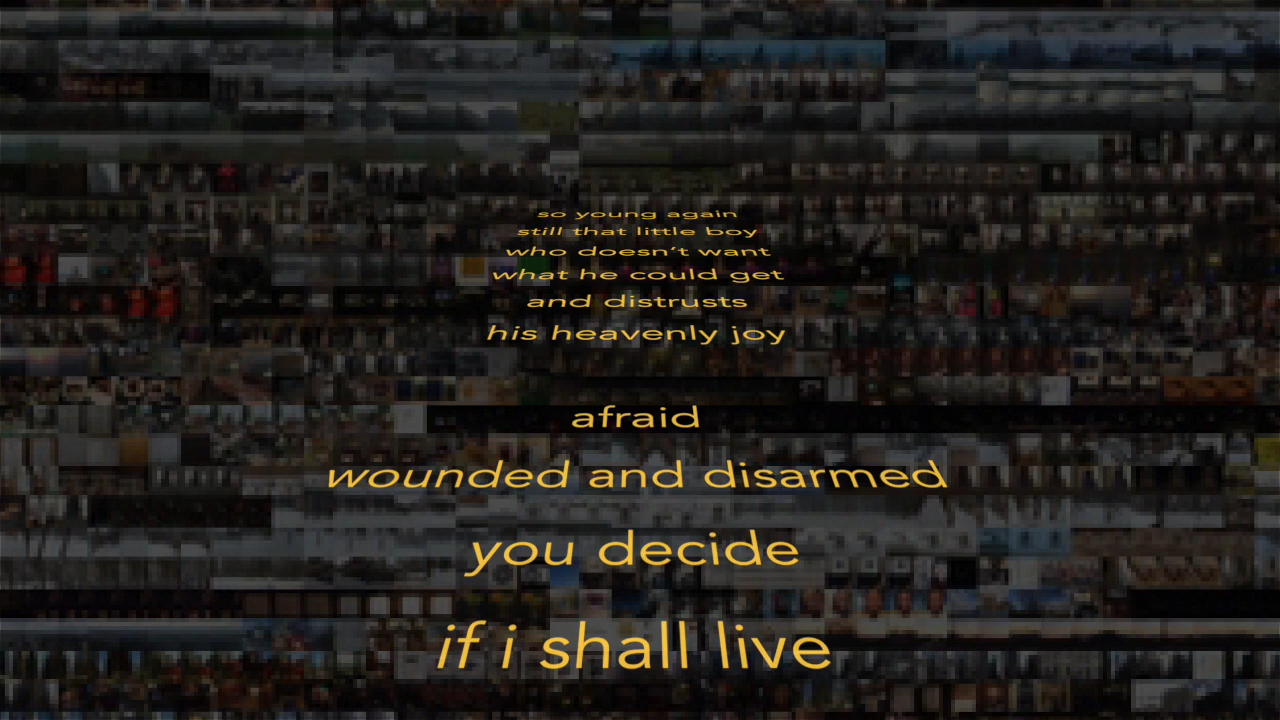 so young again
still that little boy
who doesn't want
what he could get
and distrusts
his heavenly joy
afraid
wounded and disarmed
you decide
if i shall live